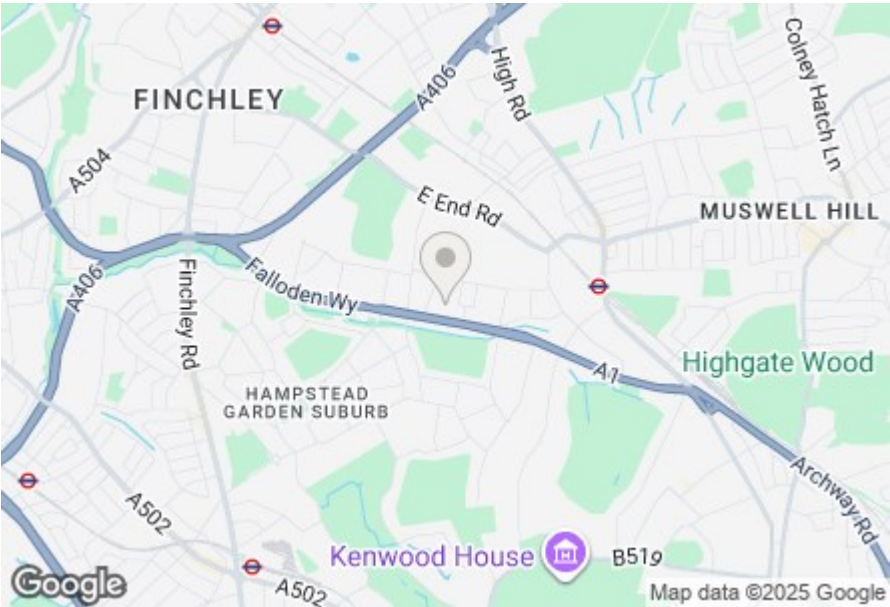 FINCHLEY
A406
High Rd
Colney Hatch Ln
A504
E End Rd
MUSWELL HILL
A406
Finchley Rd
Falloden Wy
HAMPSTEAD
GARDEN SUBURB
A1
Highgate Wood
A502
Archway Rd
Kenwood House
B519
A502
Google
Map data ©2025 Google